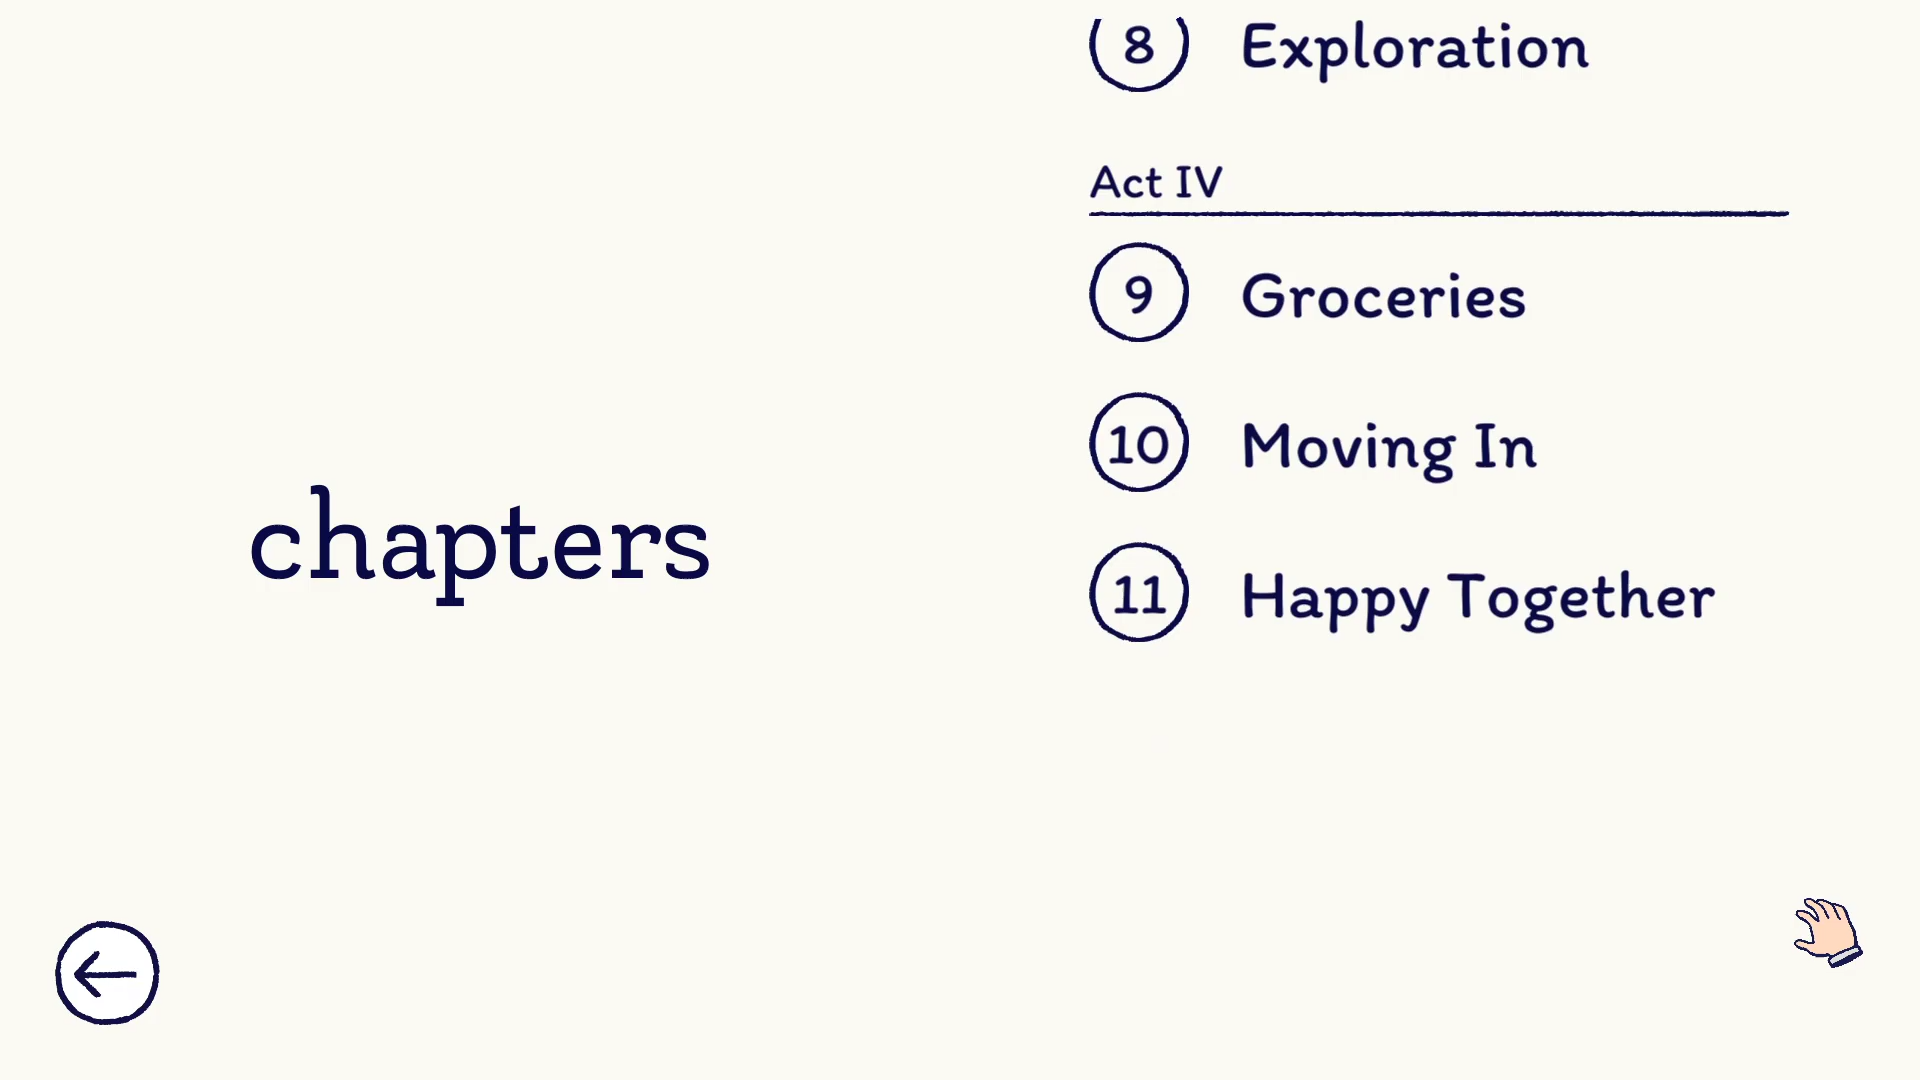 chapters
8 Exploration
Act IV
9 Groceries
10 Moving In
11 Happy Together